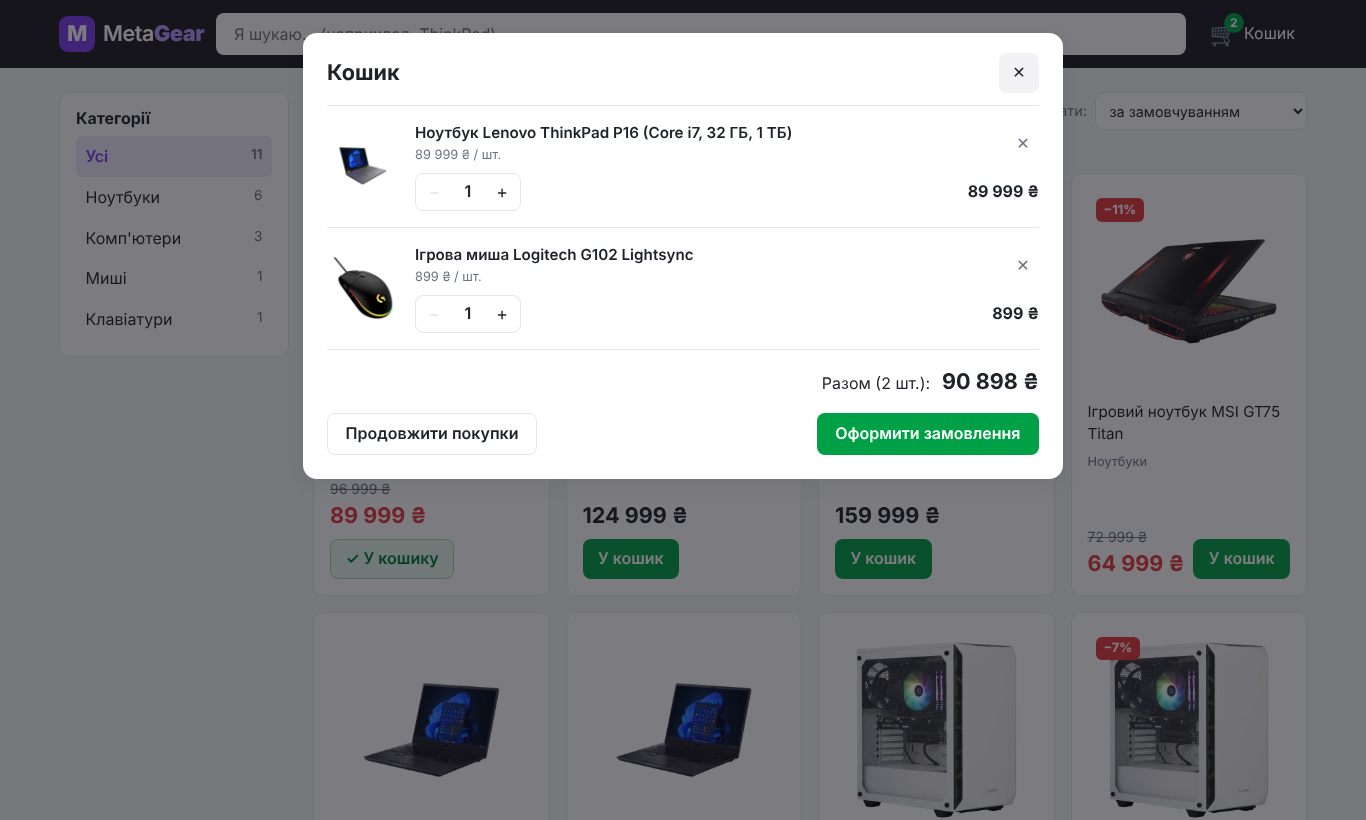 M MetaGear
Я шукаю... (наприклад, ThinkPad)
2
Кошик
Кошик
×
Ноутбук Lenovo ThinkPad P16 (Core i7, 32 ГБ, 1 ТБ)
×
89 999 ₴ / шт.
− 1 +
89 999 ₴
Ігрова миша Logitech G102 Lightsync
×
899 ₴ / шт.
− 1 +
899 ₴
Разом (2 шт.): 90 898 ₴
Продовжити покупки
Оформити замовлення
Категорії
Усі 11
Ноутбуки 6
Комп'ютери 3
Миші 1
Клавіатури 1
за замовчуванням
96 999 ₴
89 999 ₴
✓ У кошику
124 999 ₴
У кошик
159 999 ₴
У кошик
−11%
Ігровий ноутбук MSI GT75
Titan
Ноутбуки
72 999 ₴
64 999 ₴
У кошик
−7%